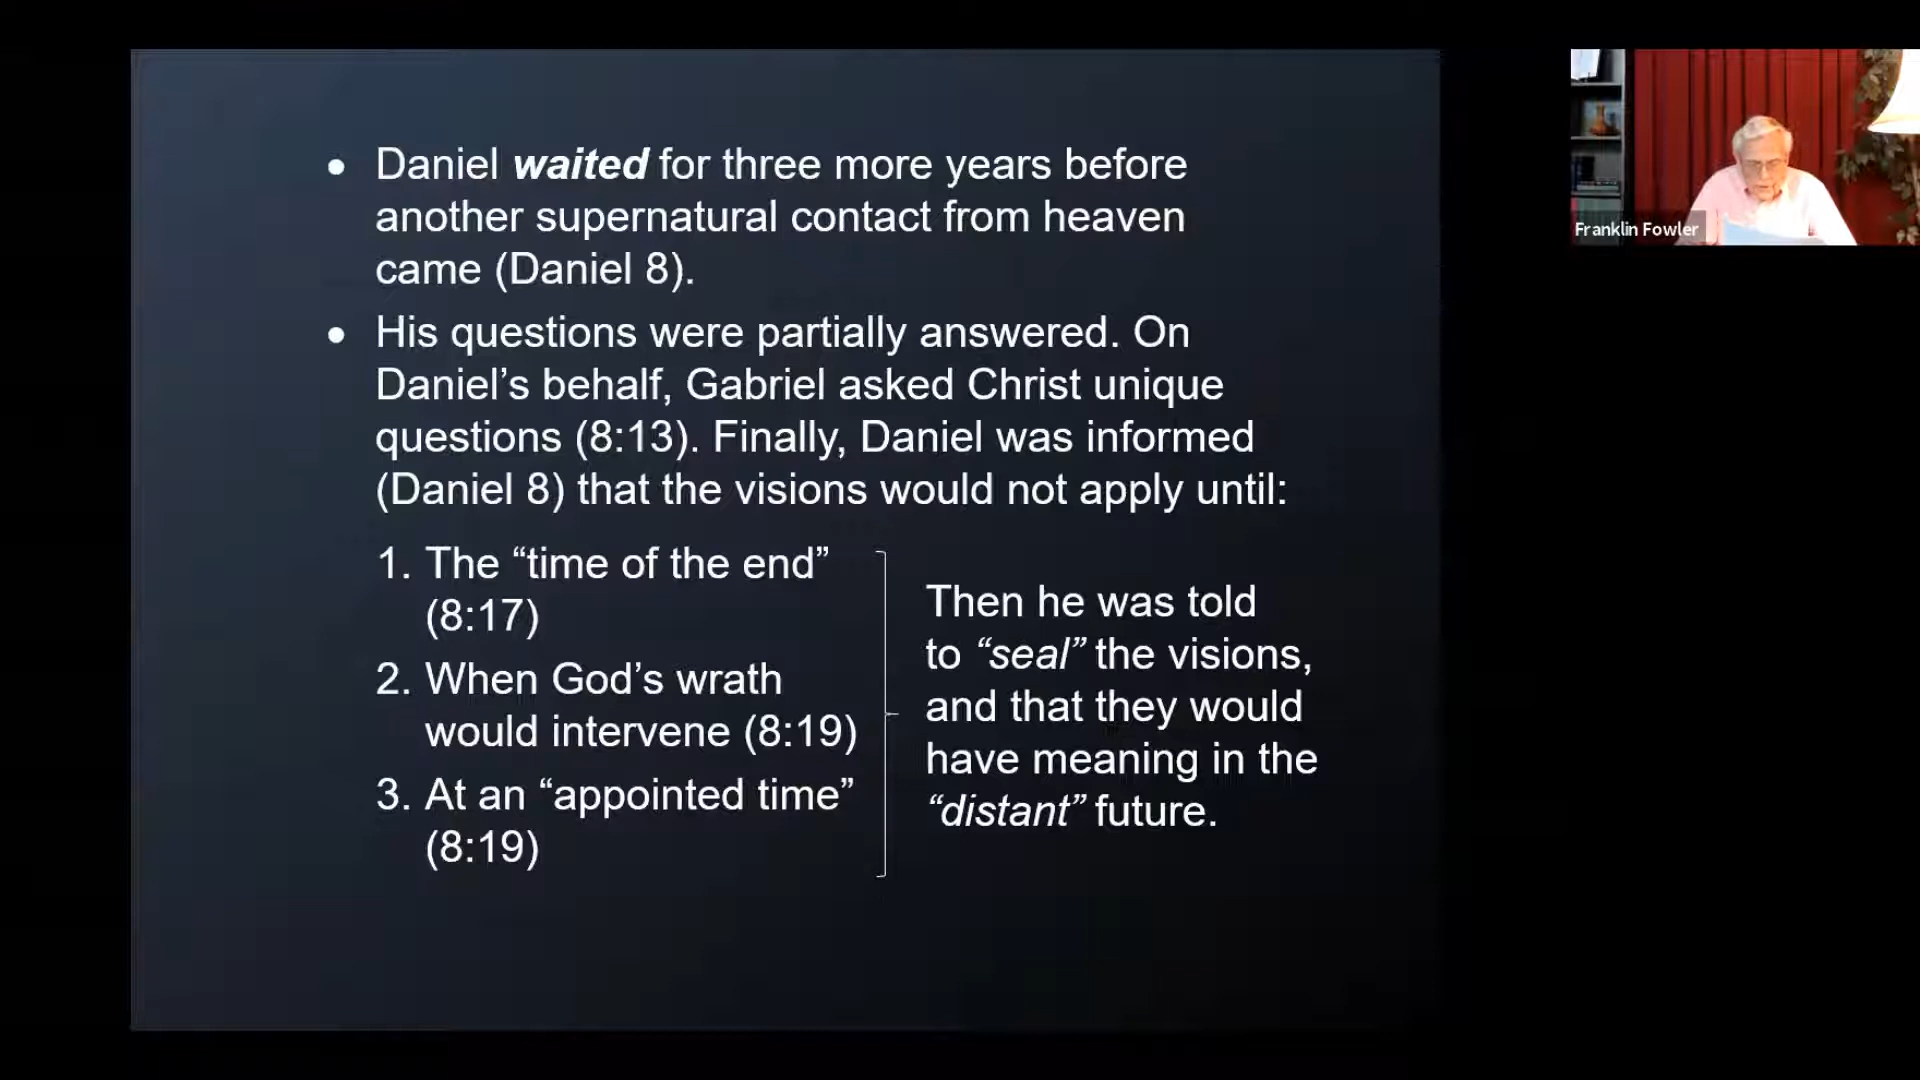 • Daniel waited for three more years before
another supernatural contact from heaven
came (Daniel 8).
• His questions were partially answered. On
Daniel’s behalf, Gabriel asked Christ unique
questions (8:13). Finally, Daniel was informed
(Daniel 8) that the visions would not apply until:
1. The “time of the end”
(8:17)
2. When God’s wrath
would intervene (8:19)
3. At an “appointed time”
(8:19)
Then he was told
to “seal” the visions,
and that they would
have meaning in the
“distant” future.
Franklin Fowler